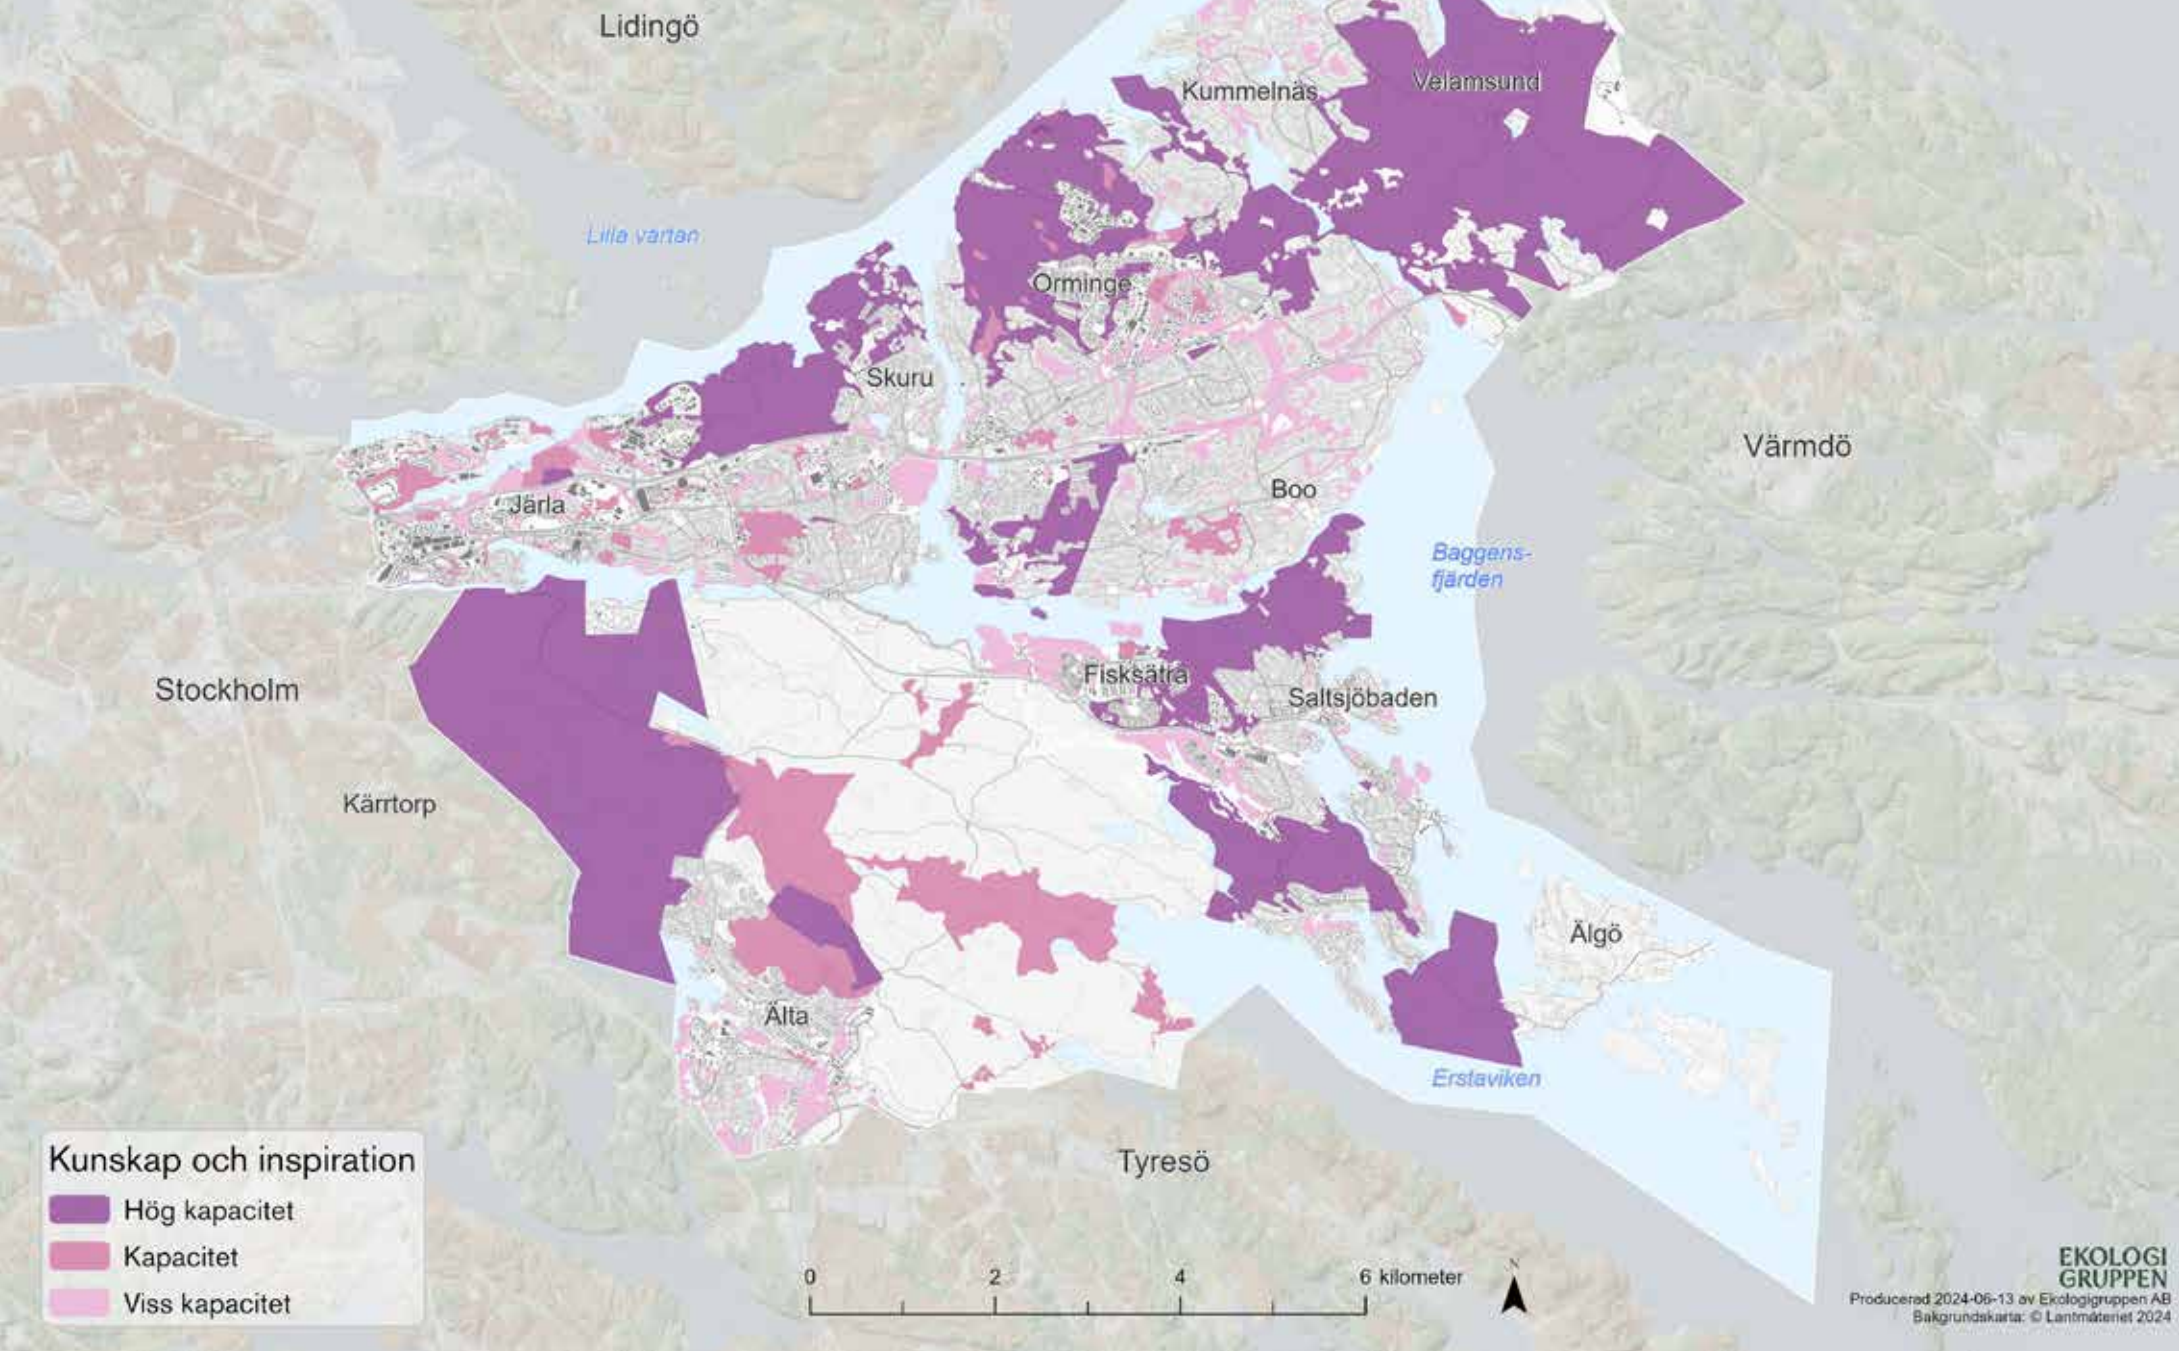 Lidingö
Kummelnäs
Velamsund
Lilla värtan
Orminge
Skuru
Värmdö
Järla
Boo
Baggens-
fjärden
Fisksätra
Stockholm
Saltsjöbaden
Kärrtorp
Älgö
Älta
Erstaviken
Tyresö
Kunskap och inspiration
Hög kapacitet
Kapacitet
Viss kapacitet
0 2 4 6 kilometer
N
EKOLOGI
GRUPPEN
Producerad 2024-06-13 av Ekologigruppen AB
Bakgrundskarta: © Lantmäteriet 2024